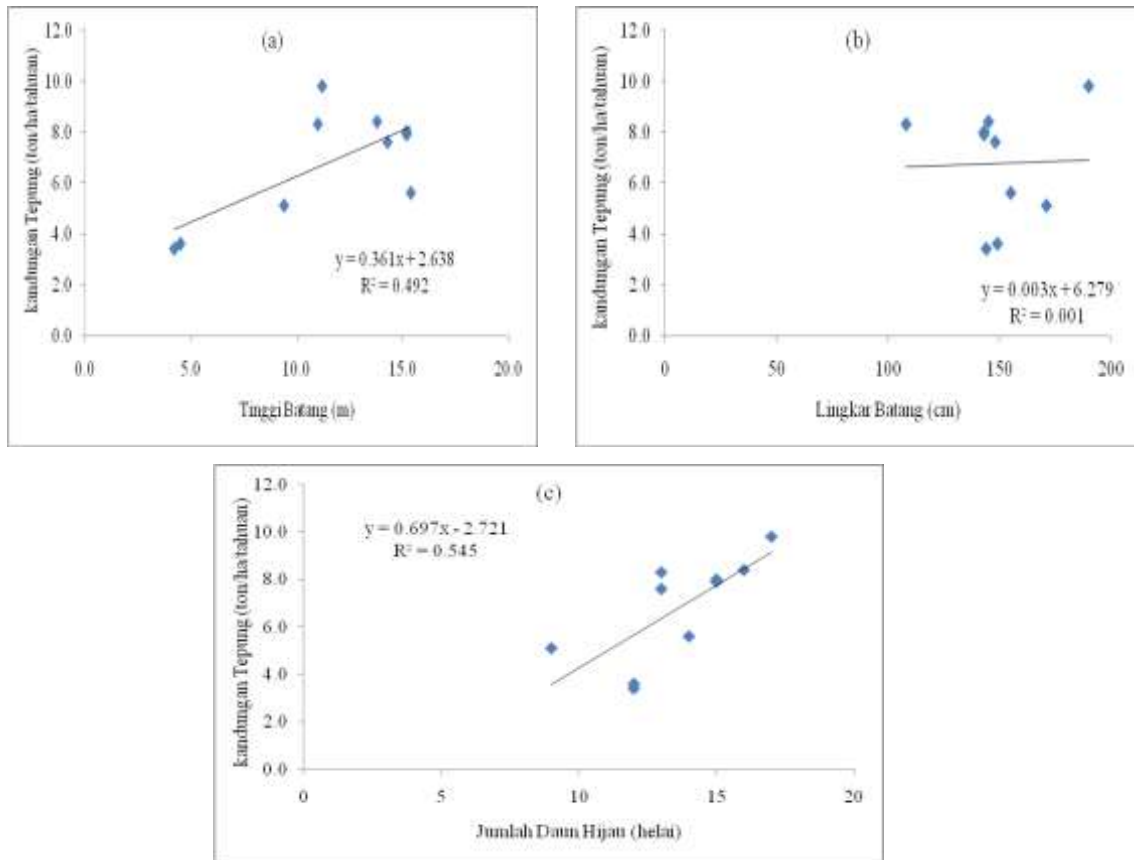 (a)
kandungan Tepung (ton/ha/tahuan)
12.0
10.0
8.0
6.0
4.0
2.0
0.0
y = 0.361x + 2.638
R² = 0.492
0.0 5.0 10.0 15.0 20.0
Tinggi Batang (m)
(b)
kandungan Tepung (ton/ha/tahuan)
12.0
10.0
8.0
6.0
4.0
2.0
0.0
y = 0.003x + 6.279
R² = 0.001
0 50 100 150 200
Lingkar Batang (cm)
(c)
kandungan Tepung (ton/ha/tahuan)
12.0
10.0
8.0
6.0
4.0
2.0
0.0
y = 0.697x - 2.721
R² = 0.545
0 5 10 15 20
Jumlah Daun Hijau (helai)